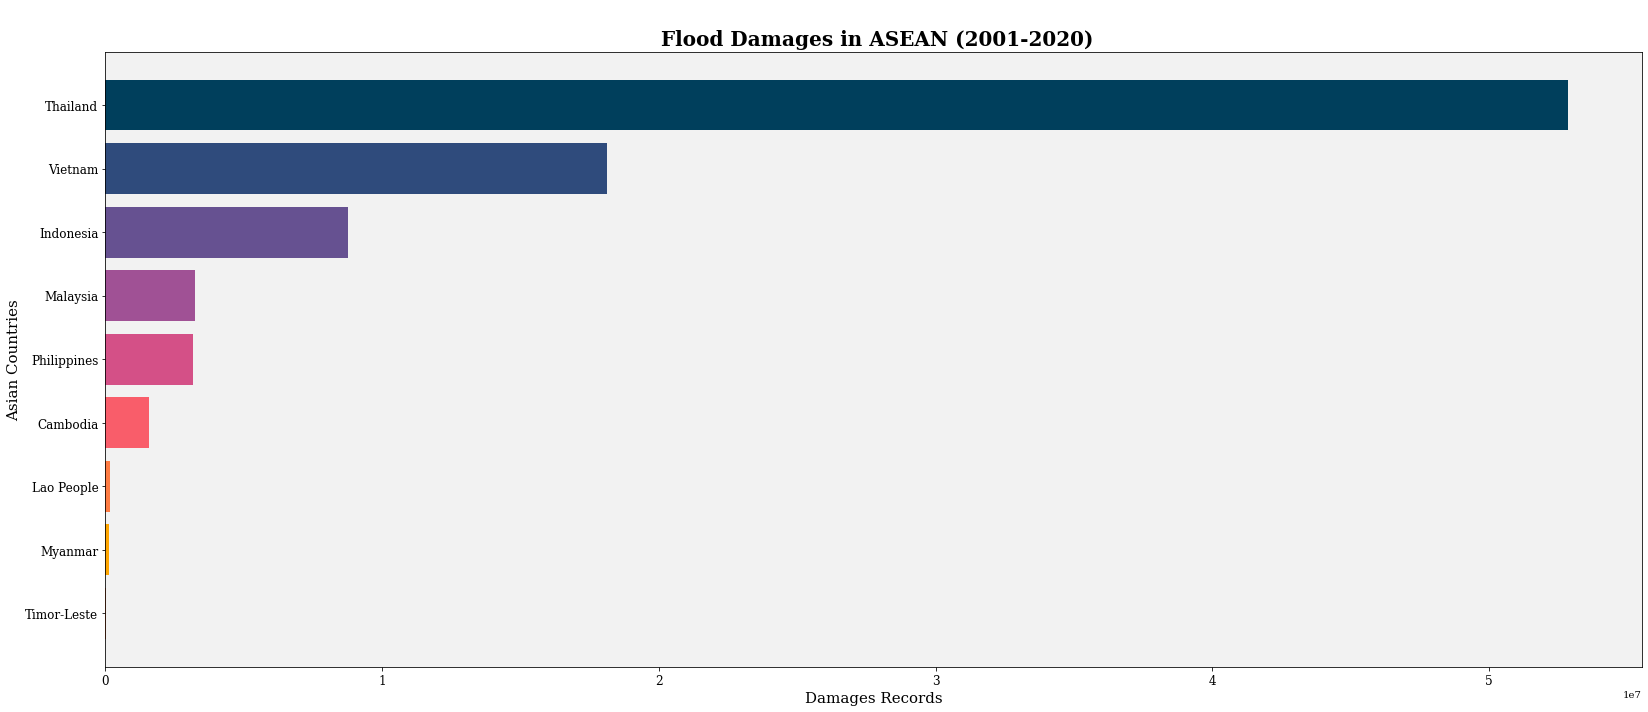 Flood Damages in ASEAN (2001-2020)
Thailand
Vietnam
Indonesia
Malaysia
Philippines
Cambodia
Lao People
Myanmar
Timor-Leste
Asian Countries
0 1 2 3 4 5
1e7
Damages Records